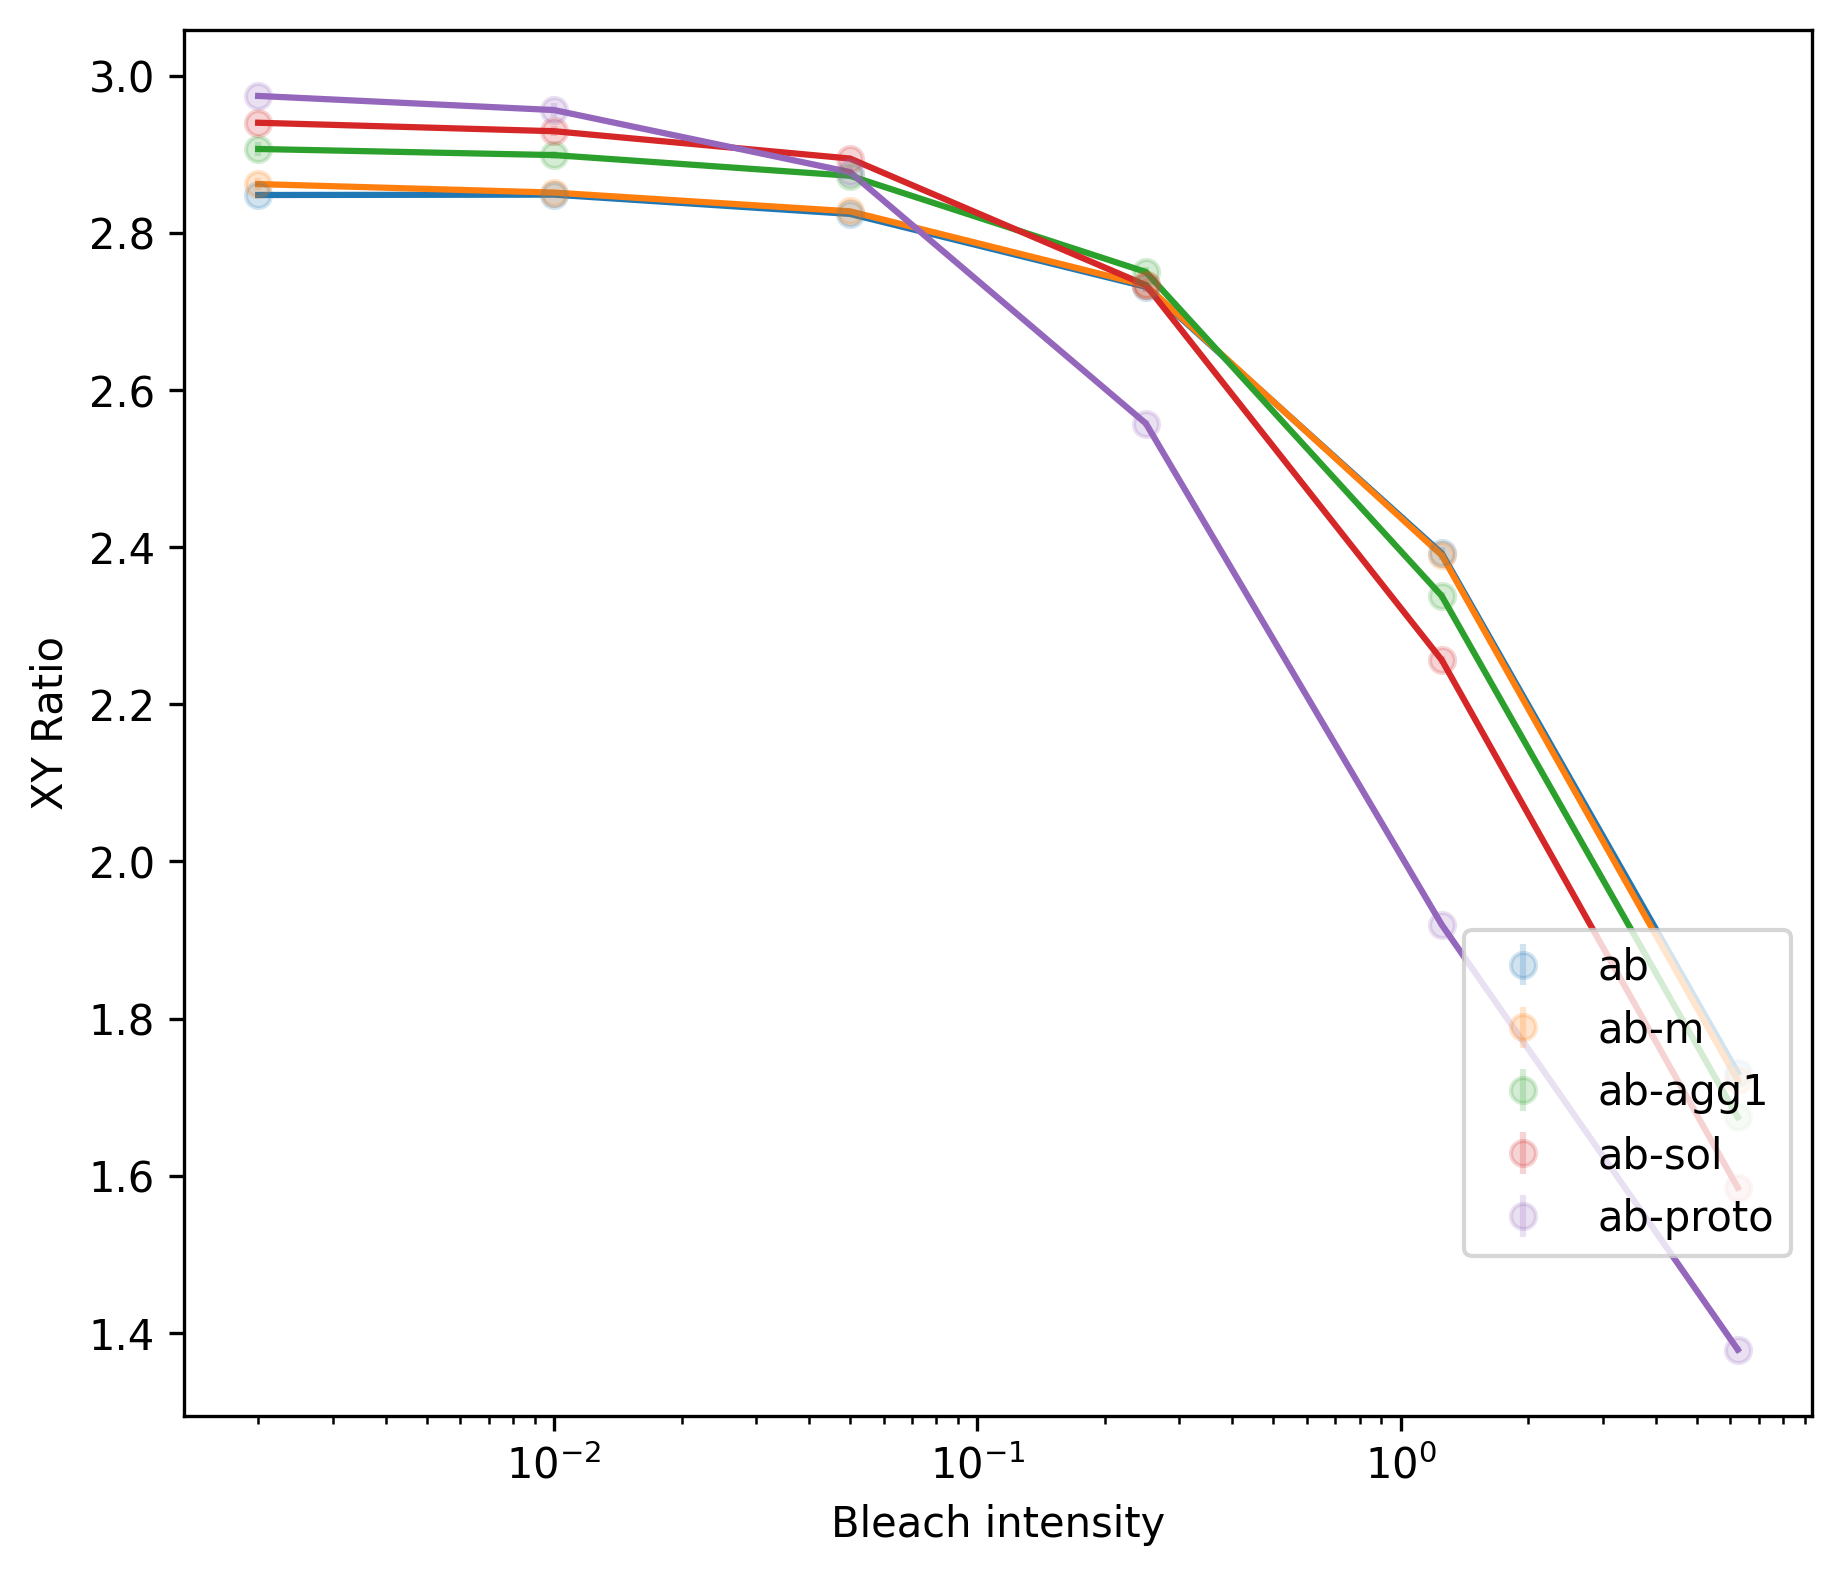 3.0
2.8
2.6
2.4
2.2
2.0
1.8
1.6
1.4
XY Ratio
ab
ab-m
ab-agg1
ab-sol
ab-proto
10⁻² 10⁻¹ 10⁰
Bleach intensity